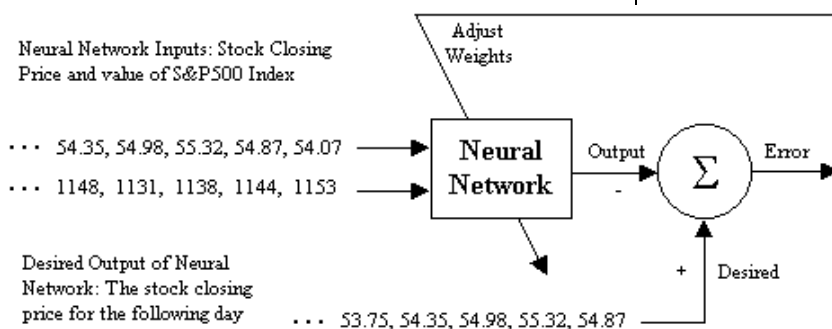 Neural Network Inputs: Stock Closing
Price and value of S&P500 Index
Adjust
Weights
··· 54.35, 54.98, 55.32, 54.87, 54.07
··· 1148, 1131, 1138, 1144, 1153
Neural
Network
Output
-
Σ
Error
Desired Output of Neural
Network: The stock closing
price for the following day
+
Desired
··· 53.75, 54.35, 54.98, 55.32, 54.87